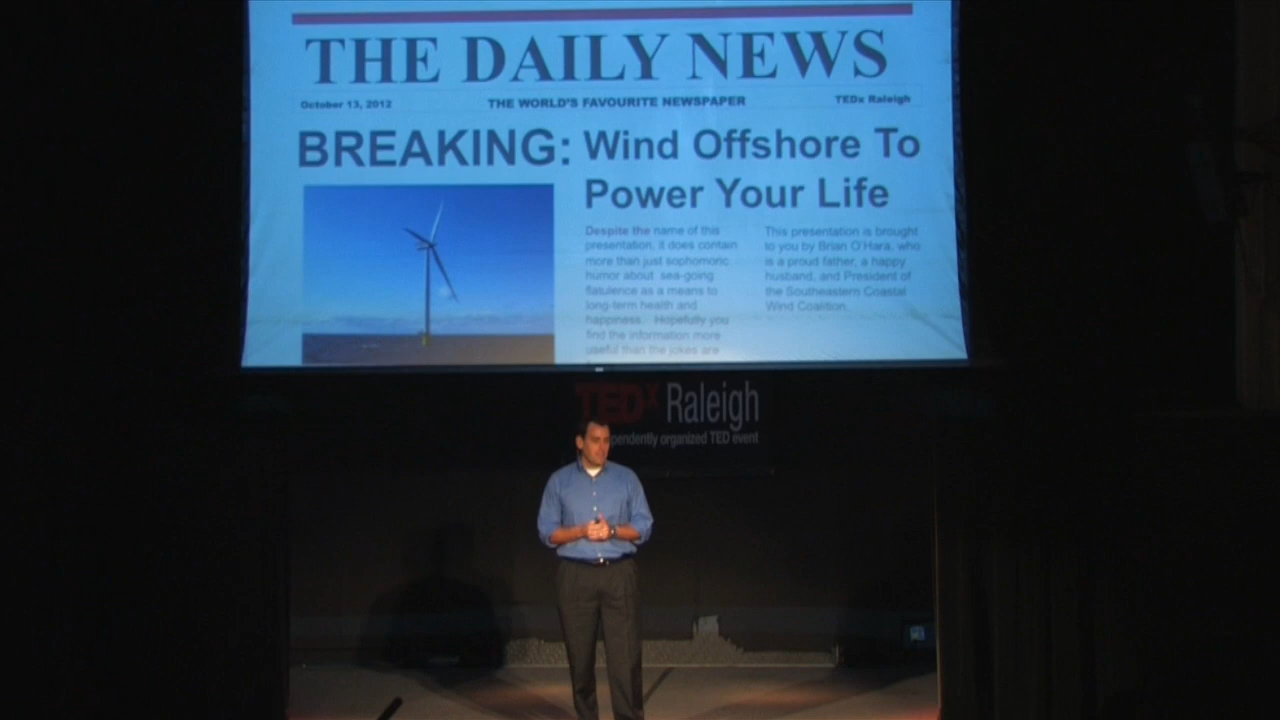 THE DAILY NEWS
October 13, 2012 THE WORLD'S FAVOURITE NEWSPAPER TEDx Raleigh
BREAKING: Wind Offshore To
Power Your Life
Despite the name of this
presentation, it does contain
more than just sophomoric
humor about sea-going
flatulence as a means to
long-term health and
happiness. Hopefully you
find the information more
useful than the jokes are
This presentation is brought
to you by Brian O'Hara, who
is a proud father, a happy
husband, and President of
the Southeastern Coastal
Wind Coalition.
TEDx Raleigh
pendently organized TED event